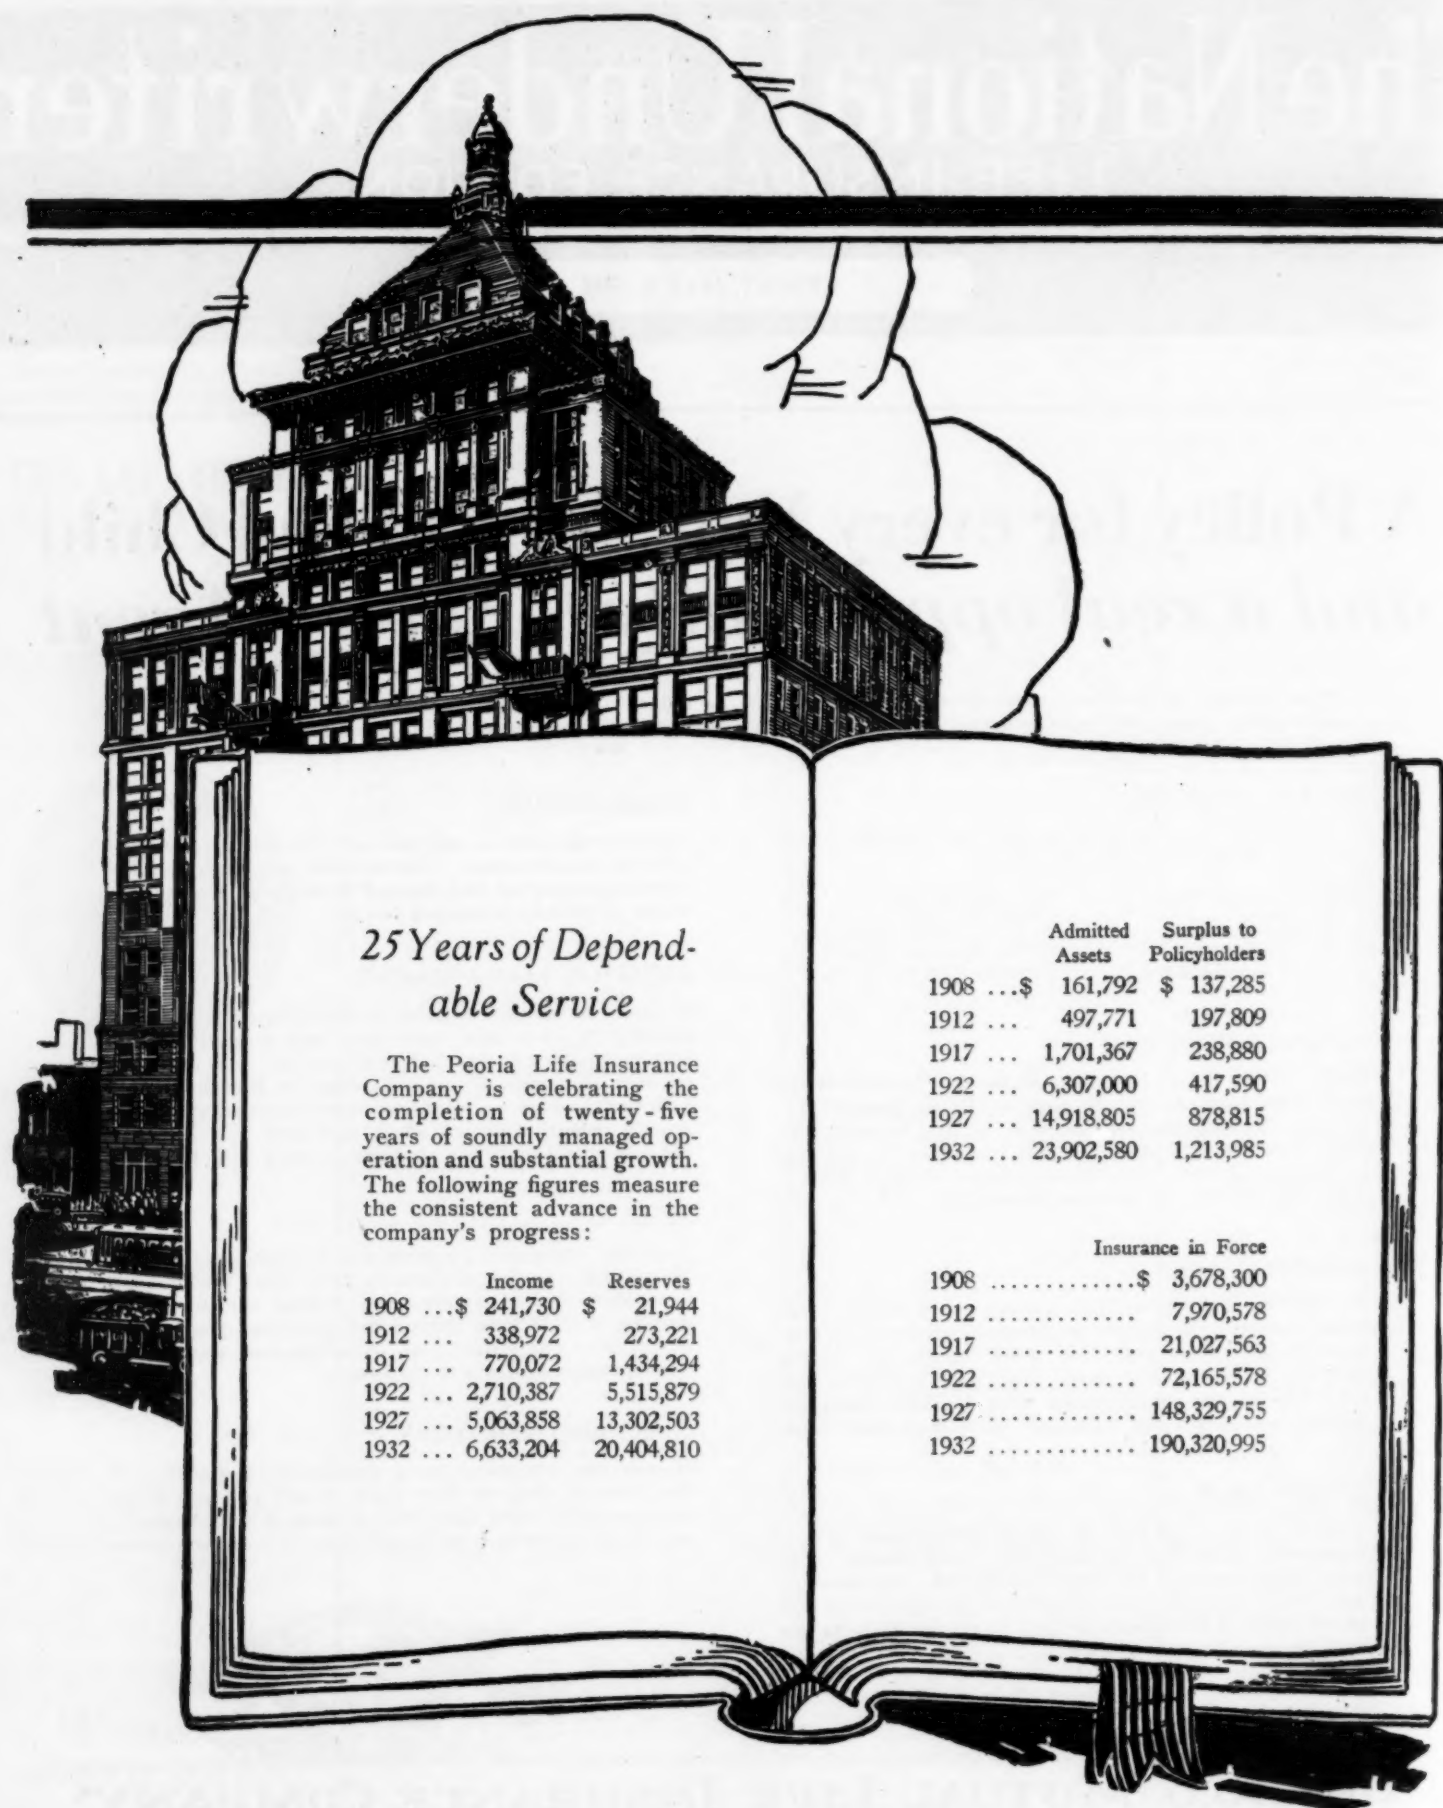 25 Years of Depend-
able Service
The Peoria Life Insurance
Company is celebrating the
completion of twenty-five
years of soundly managed op-
eration and substantial growth.
The following figures measure
the consistent advance in the
company's progress:
Income Reserves
1908 ...$ 241,730 $ 21,944
1912 ... 338,972 273,221
1917 ... 770,072 1,434,294
1922 ... 2,710,387 5,515,879
1927 ... 5,063,858 13,302,503
1932 ... 6,633,204 20,404,810
Admitted Surplus to
Assets Policyholders
1908 ...$ 161,792 $ 137,285
1912 ... 497,771 197,809
1917 ... 1,701,367 238,880
1922 ... 6,307,000 417,590
1927 ... 14,918,805 878,815
1932 ... 23,902,580 1,213,985
Insurance in Force
1908 .............$ 3,678,300
1912 ............. 7,970,578
1917 ............. 21,027,563
1922 ............. 72,165,578
1927 ............. 148,329,755
1932 ............. 190,320,995